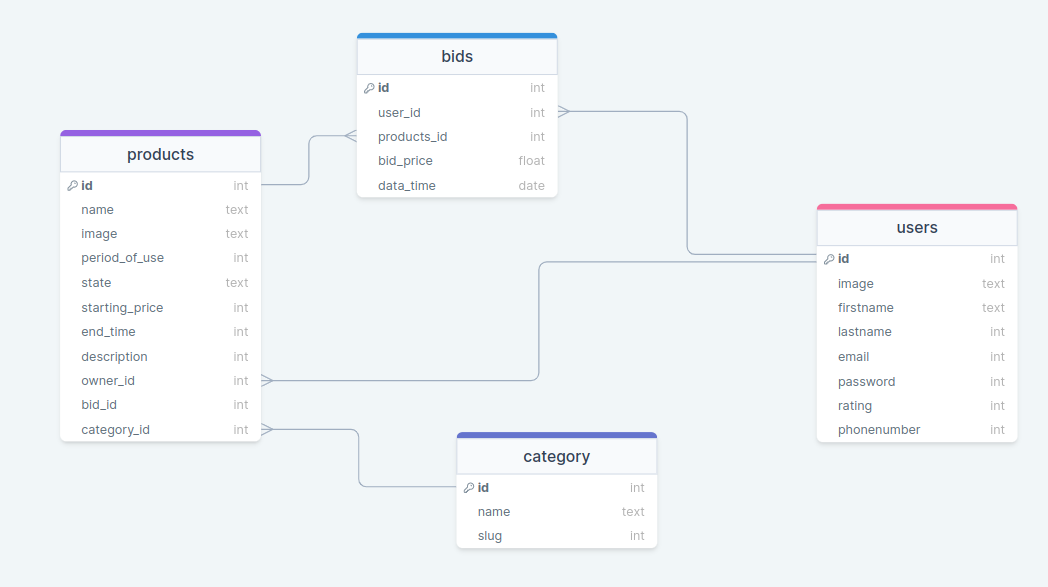 bids
id int
user_id int
products_id int
bid_price float
data_time date
products
id int
name text
image text
period_of_use int
state text
starting_price int
end_time int
description int
owner_id int
bid_id int
category_id int
users
id int
image text
firstname text
lastname int
email int
password int
rating int
phonenumber int
category
id int
name text
slug int